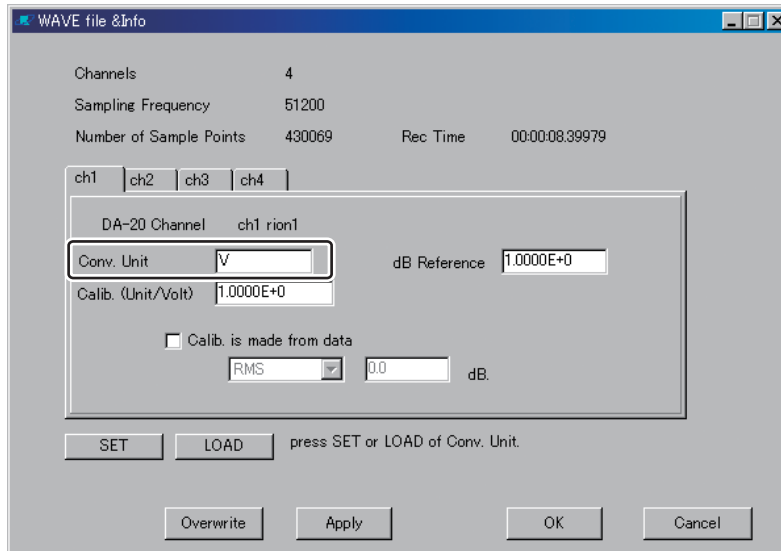 WAVE file &Info
Channels 4
Sampling Frequency 51200
Number of Sample Points 430069 Rec Time 00:00:08.39979
ch1 ch2 ch3 ch4
DA-20 Channel ch1 rion1
Conv. Unit V dB Reference 1.0000E+0
Calib. (Unit/Volt) 1.0000E+0
Calib. is made from data
RMS 0.0 dB.
SET LOAD press SET or LOAD of Conv. Unit.
Overwrite Apply OK Cancel